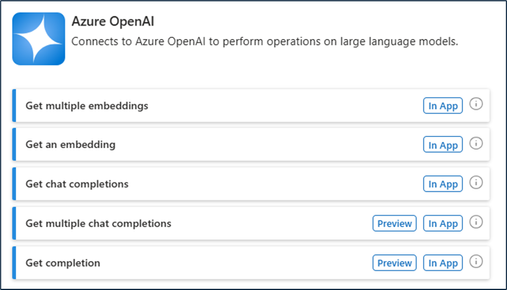 Azure OpenAI
Connects to Azure OpenAI to perform operations on large language models.
Get multiple embeddings In App
Get an embedding In App
Get chat completions In App
Get multiple chat completions Preview In App
Get completion Preview In App